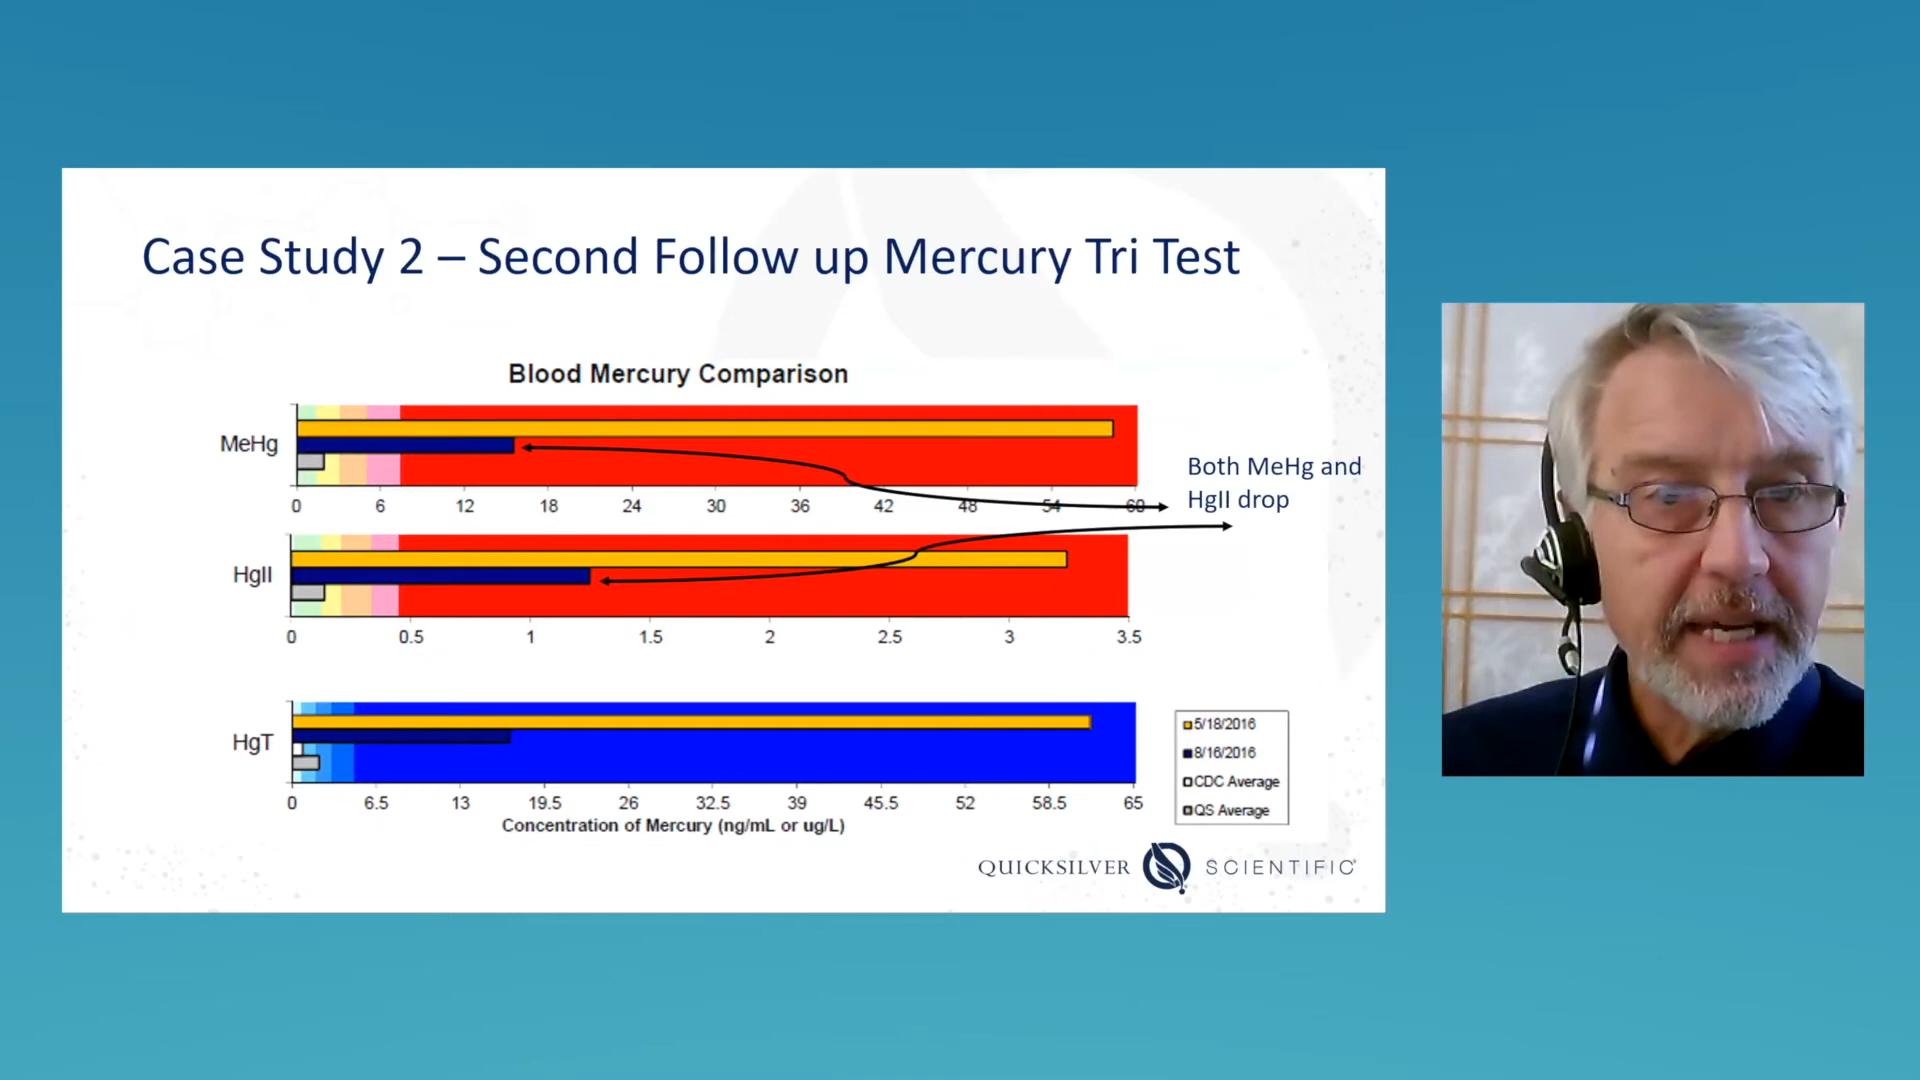 Case Study 2 – Second Follow up Mercury Tri Test
Blood Mercury Comparison
MeHg
0 6 12 18 24 30 36 42 48 54 60
Both MeHg and
HgII drop
HgII
0 0.5 1 1.5 2 2.5 3 3.5
HgT
0 6.5 13 19.5 26 32.5 39 45.5 52 58.5 65
Concentration of Mercury (ng/mL or ug/L)
5/18/2016
8/16/2016
CDC Average
QS Average
QUICKSILVER SCIENTIFIC